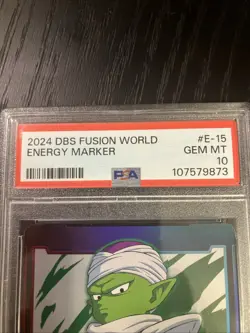 2024 DBS FUSION WORLD #E-15
ENERGY MARKER GEM MT
10
PSA 107579873